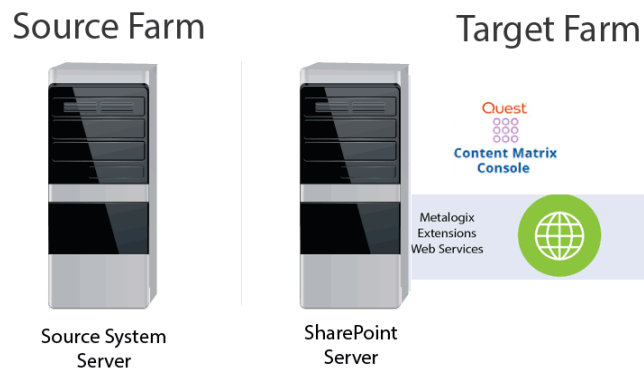 Source Farm
Target Farm
Quest
Content Matrix
Console
Metalogix
Extensions
Web Services
Source System
Server
SharePoint
Server